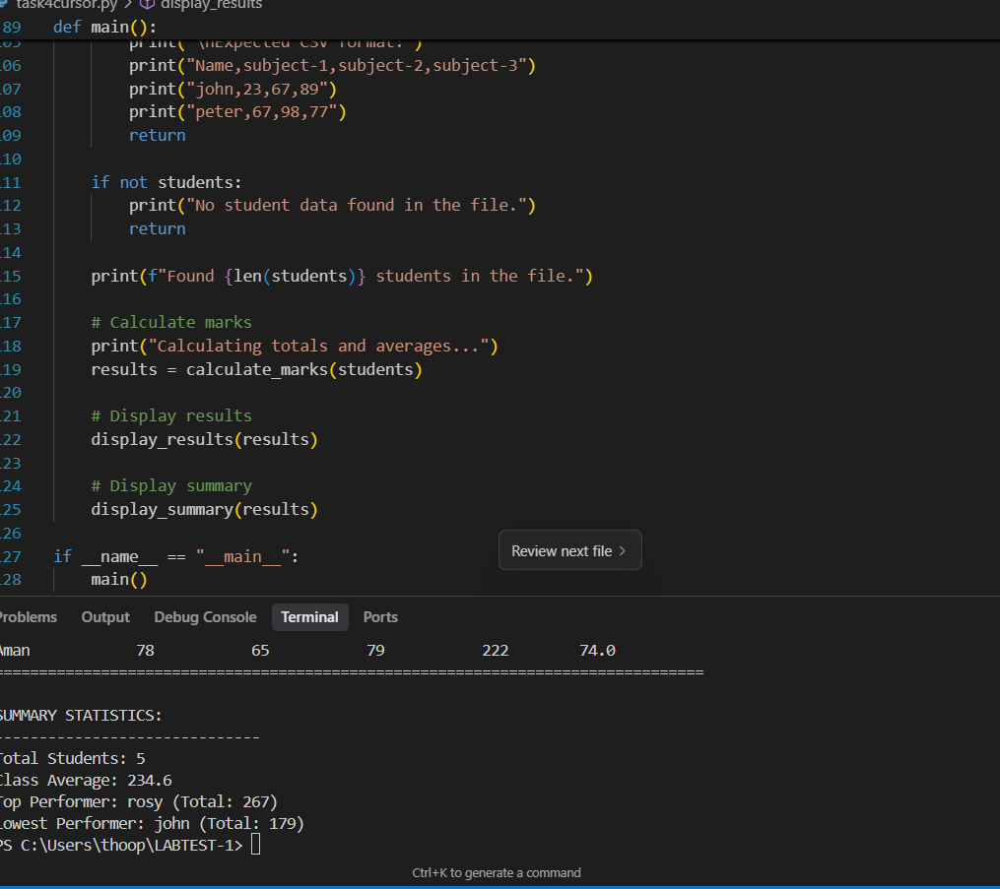 task4cursor.py > display_results
89 def main():
print("\nExpected CSV format:")
06 print("Name,subject-1,subject-2,subject-3")
07 print("john,23,67,89")
08 print("peter,67,98,77")
09 return
10
11 if not students:
12 print("No student data found in the file.")
13 return
14
15 print(f"Found {len(students)} students in the file.")
16
17 # Calculate marks
18 print("Calculating totals and averages...")
19 results = calculate_marks(students)
20
21 # Display results
22 display_results(results)
23
24 # Display summary
25 display_summary(results)
26
27 if __name__ == "__main__":
Review next file >
28 main()
Problems Output Debug Console Terminal Ports
Aman 78 65 79 222 74.0
================================================================================
SUMMARY STATISTICS:
------------------------------
Total Students: 5
Class Average: 234.6
Top Performer: rosy (Total: 267)
Lowest Performer: john (Total: 179)
PS C:\Users\thoop\LABTEST-1>
Ctrl+K to generate a command